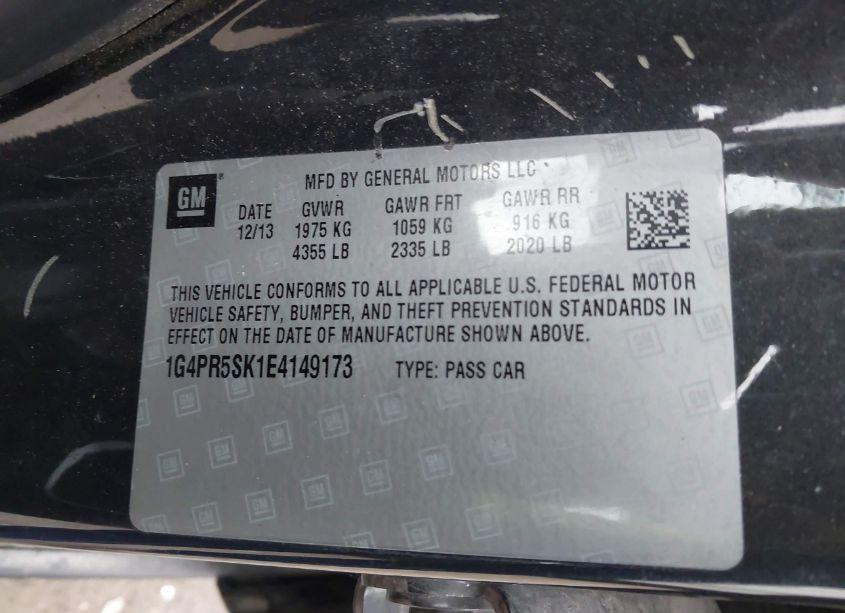 GM
MFD BY GENERAL MOTORS LLC
DATE GVWR GAWR FRT GAWR RR
12/13 1975 KG 1059 KG 916 KG
4355 LB 2335 LB 2020 LB
THIS VEHICLE CONFORMS TO ALL APPLICABLE U.S. FEDERAL MOTOR
VEHICLE SAFETY, BUMPER, AND THEFT PREVENTION STANDARDS IN
EFFECT ON THE DATE OF MANUFACTURE SHOWN ABOVE.
1G4PR5SK1E4149173 TYPE: PASS CAR